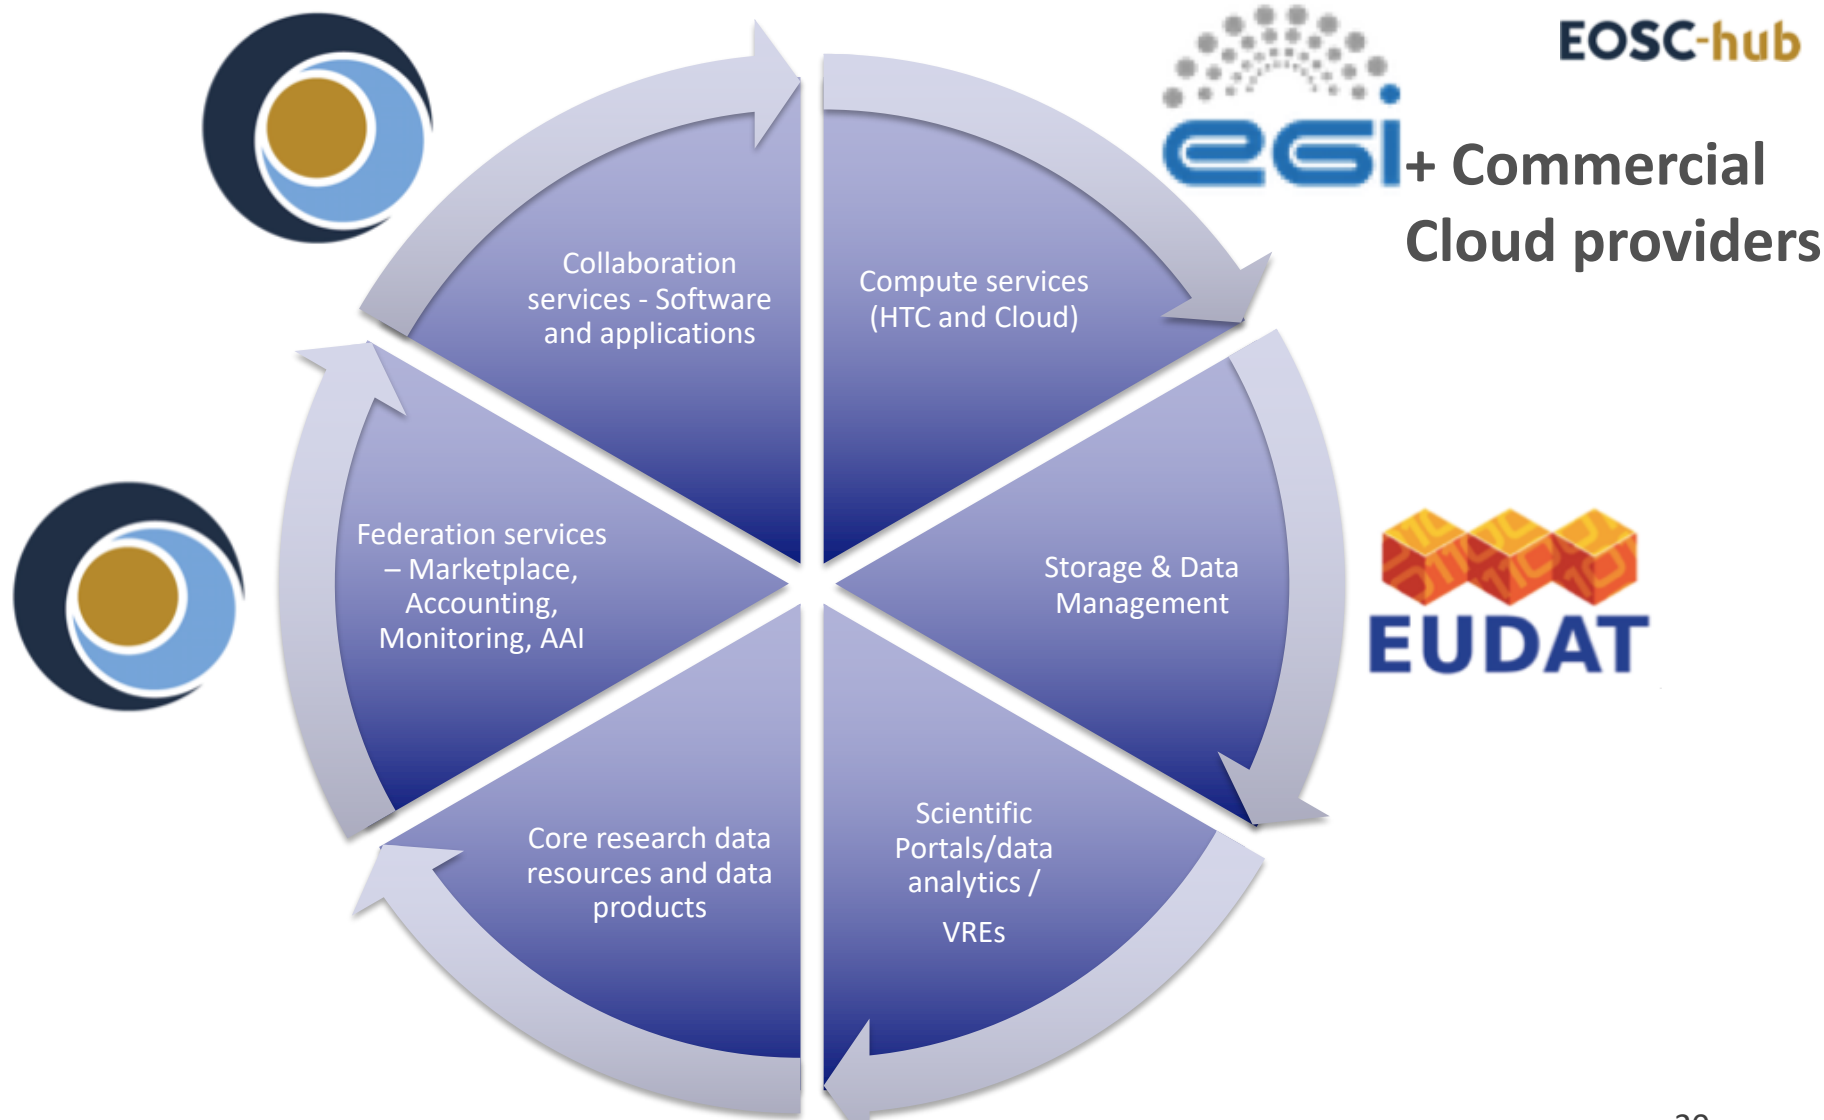 EOSC-hub
egi
+ Commercial
Cloud providers
Collaboration
services - Software
and applications
Compute services
(HTC and Cloud)
Federation services
– Marketplace,
Accounting,
Monitoring, AAI
Storage & Data
Management
EUDAT
Core research data
resources and data
products
Scientific
Portals/data
analytics /
VREs